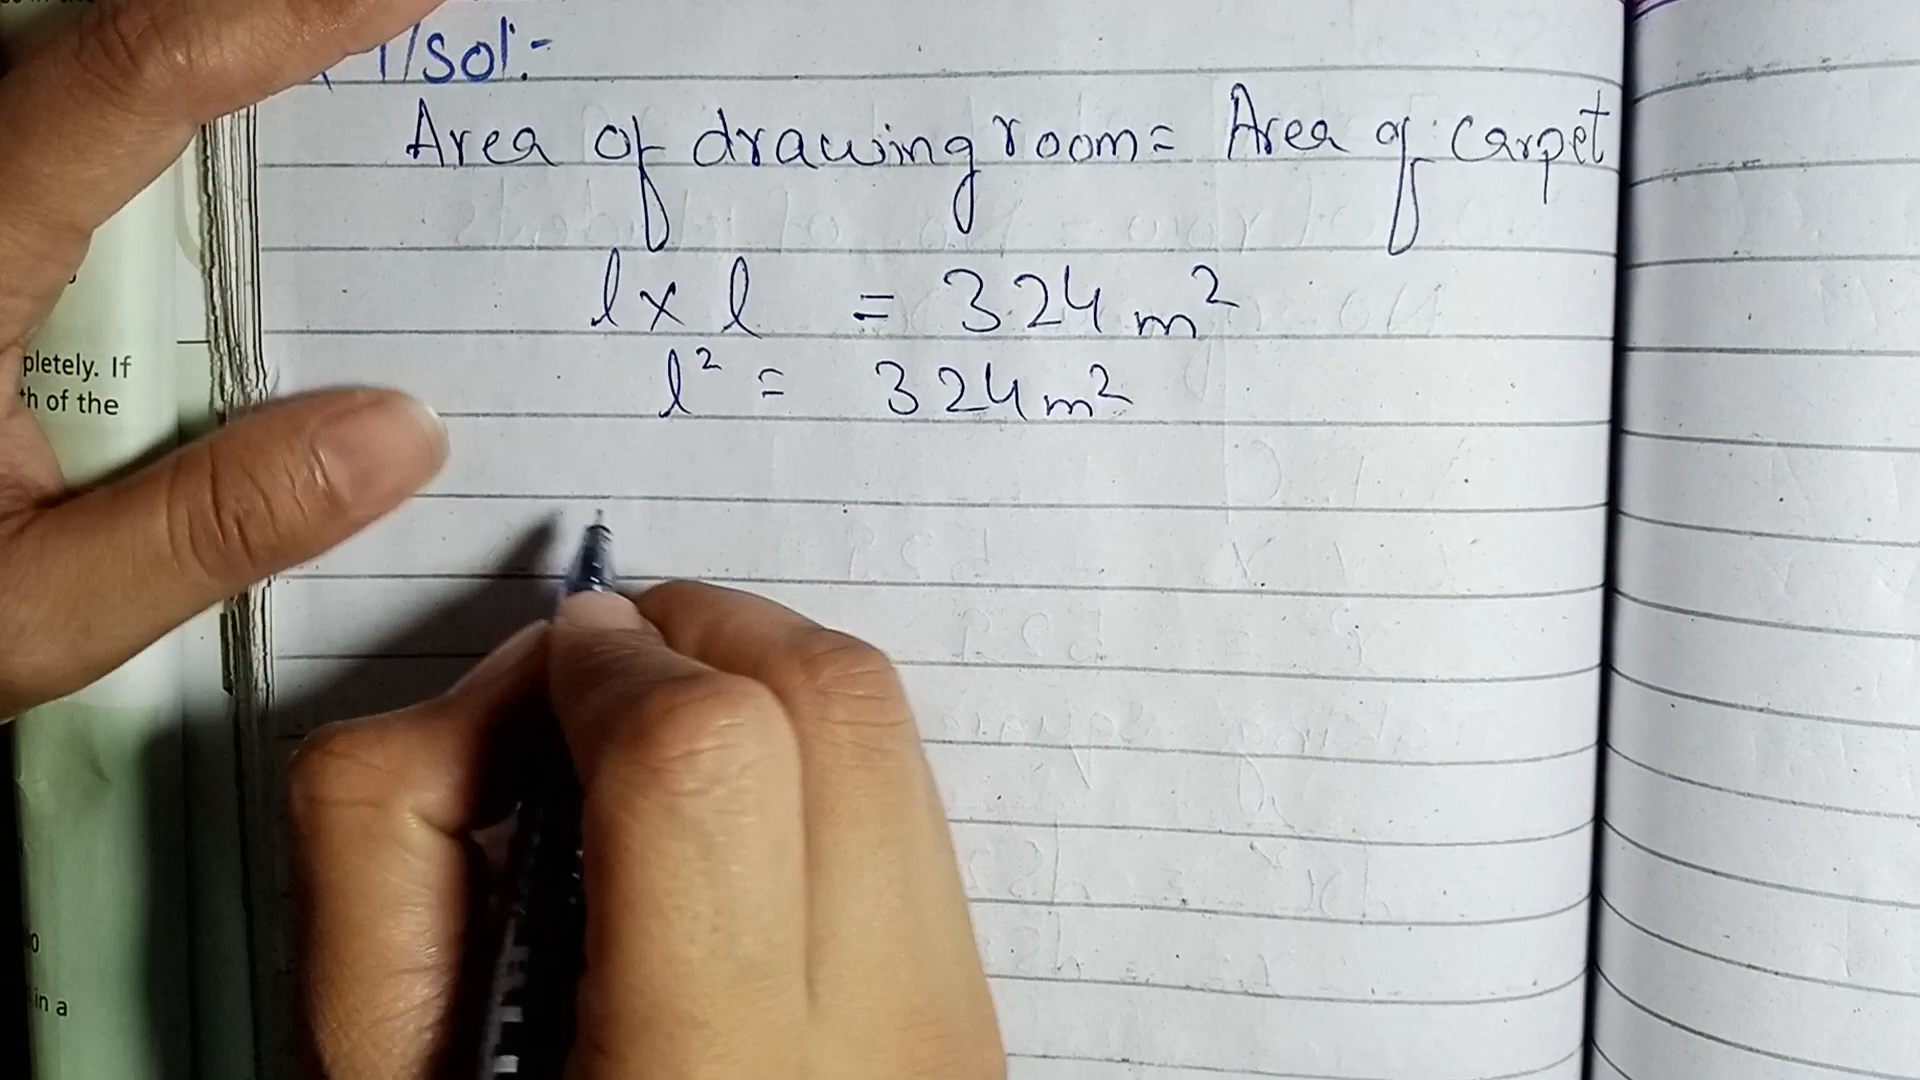 1/Sol:-
Area of drawing room = Area of carpet
l x l = 324 m²
l² = 324 m²
pletely. If
th of the
in a